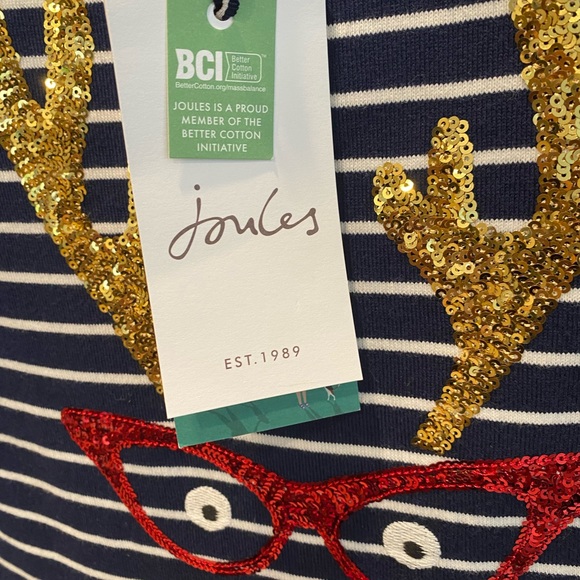 BCI
Better
Cotton
Initiative
™
BetterCotton.org/massbalance
JOULES IS A PROUD
MEMBER OF THE
BETTER COTTON
INITIATIVE
Joules
EST.1989